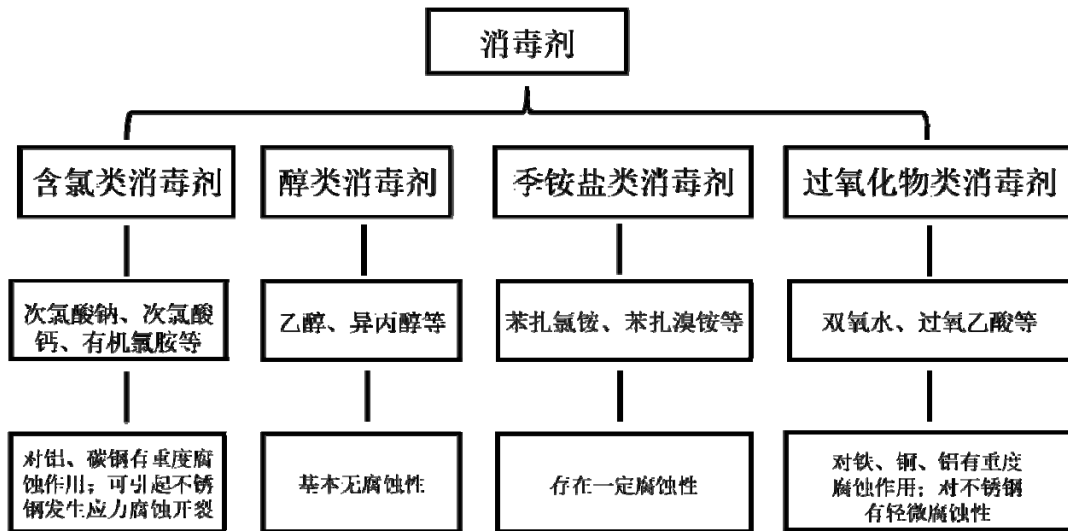 消毒剂
含氯类消毒剂
醇类消毒剂
季铵盐类消毒剂
过氧化物类消毒剂
次氯酸钠、次氯酸
钙、有机氯胺等
乙醇、异丙醇等
苯扎氯铵、苯扎溴铵等
双氧水、过氧乙酸等
对铝、碳钢有重度腐
蚀作用；可引起不锈
钢发生应力腐蚀开裂
基本无腐蚀性
存在一定腐蚀性
对铁、铜、铝有重度
腐蚀作用；对不锈钢
有轻微腐蚀性